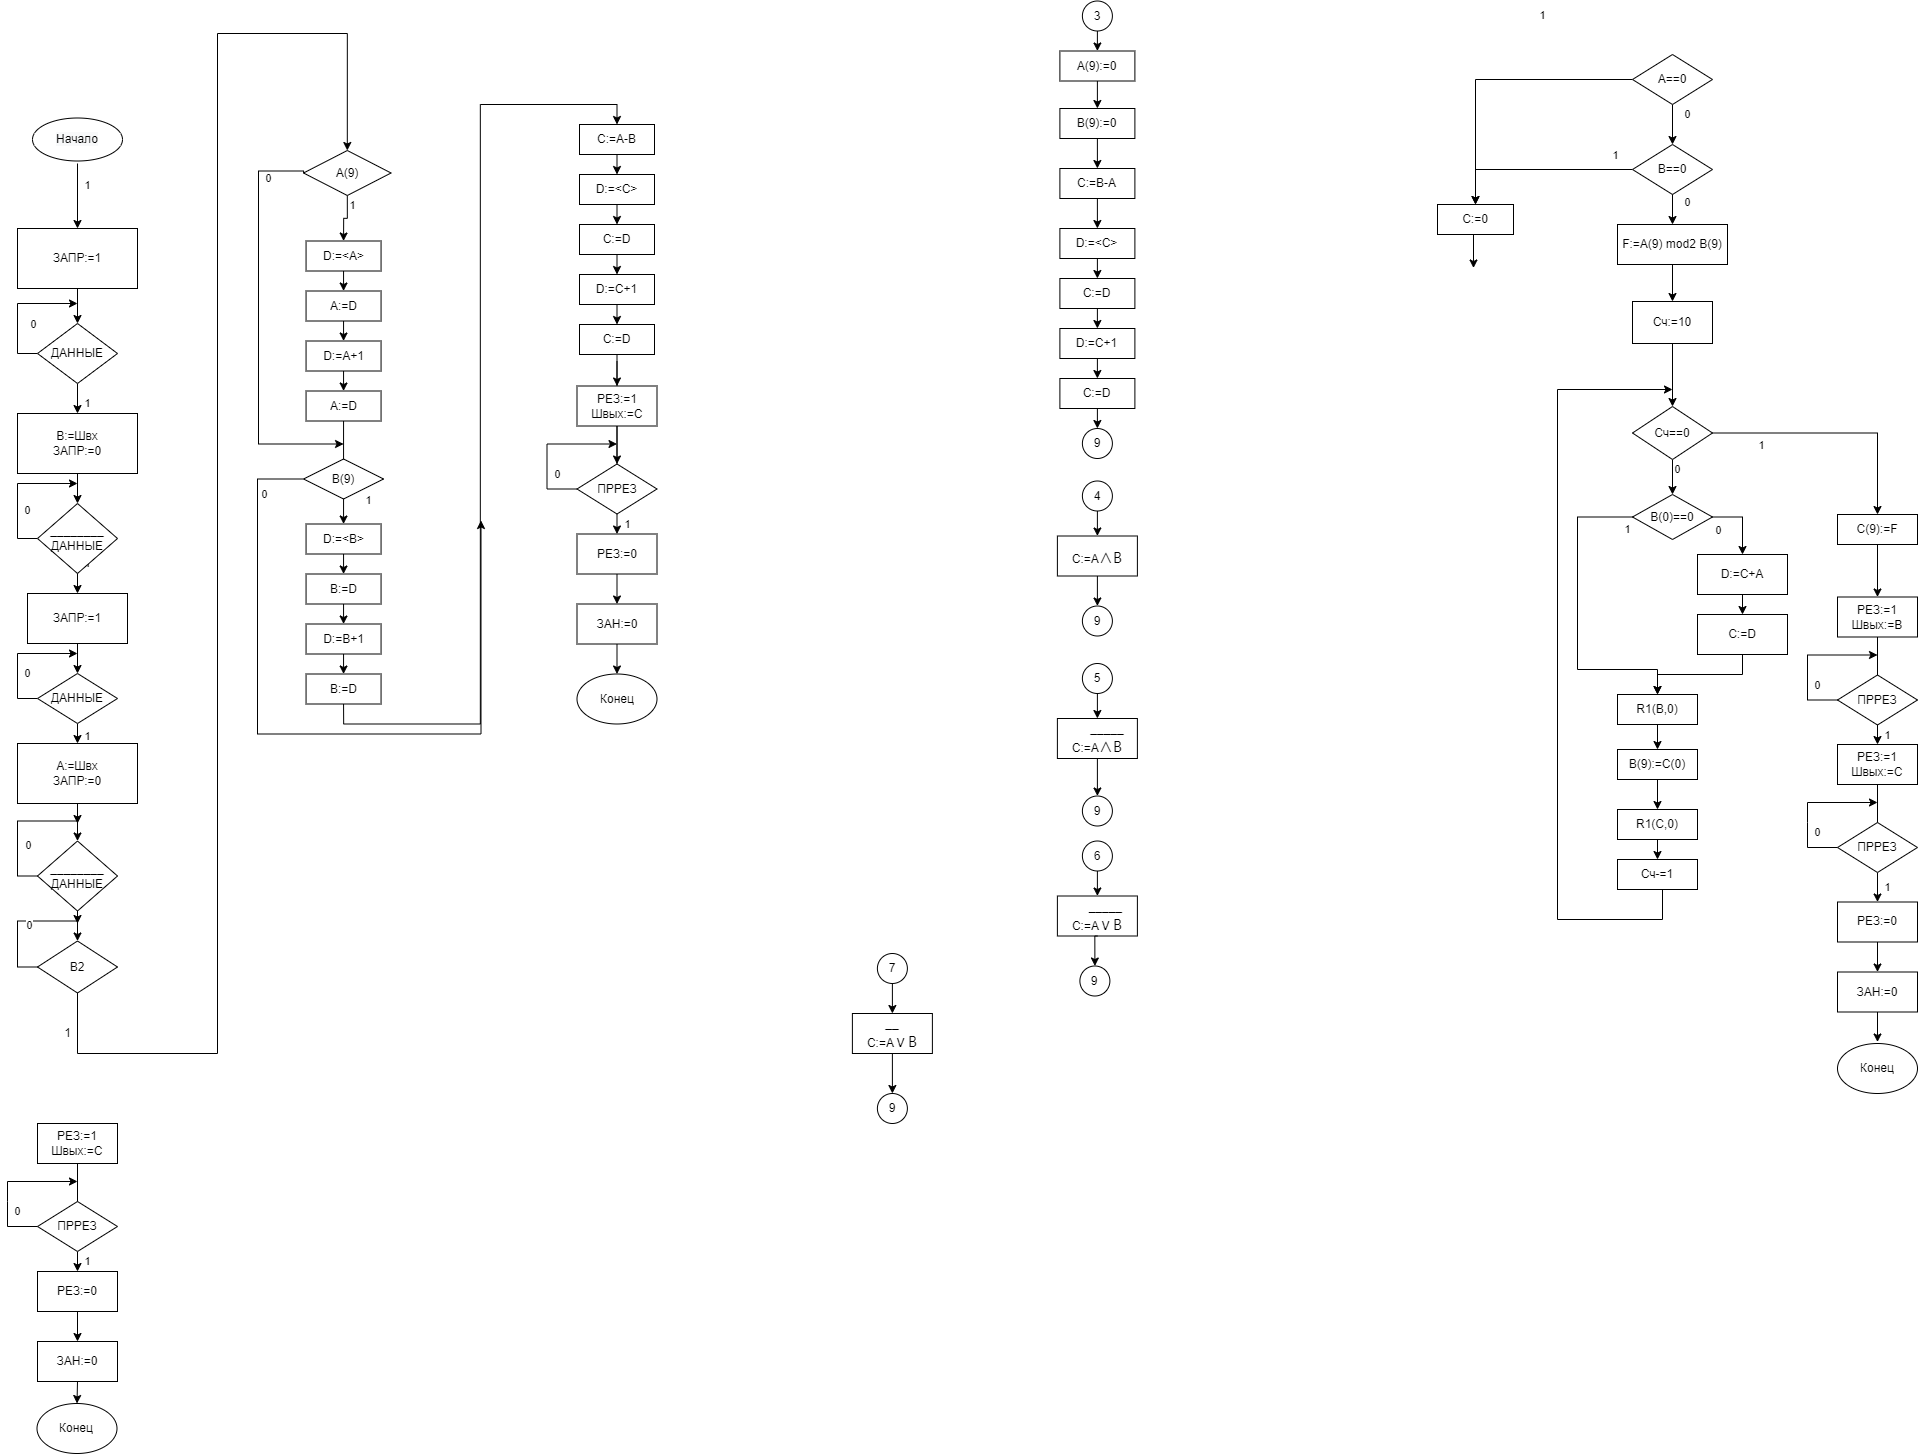 Начало
1
ЗАПР:=1
0
ДАННЫЕ
1
B:=Швх
ЗАПР:=0
0
________
ДАННЫЕ
ЗАПР:=1
0
ДАННЫЕ
1
A:=Швх
ЗАПР:=0
0
________
ДАННЫЕ
0
B2
1
РЕЗ:=1
Швых:=C
0
ПРРЕЗ
1
РЕЗ:=0
ЗАН:=0
Конец
A(9)
0
1
D:=<A>
A:=D
D:=A+1
A:=D
B(9)
0
1
D:=<B>
B:=D
D:=B+1
B:=D
C:=A-B
D:=<C>
C:=D
D:=C+1
C:=D
РЕЗ:=1
Швых:=C
0
ПРРЕЗ
1
РЕЗ:=0
ЗАН:=0
Конец
7
__
C:=A V B
9
3
A(9):=0
B(9):=0
C:=B-A
D:=<C>
C:=D
D:=C+1
C:=D
9
4
C:=A∧B
9
5
_____
C:=A∧B
9
6
_____
C:=A V B
9
1
A==0
0
1
B==0
0
C:=0
F:=A(9) mod2 B(9)
Сч:=10
Сч==0
1
0
B(0)==0
1
0
D:=C+A
C:=D
R1(B,0)
B(9):=C(0)
R1(C,0)
Сч-=1
C(9):=F
РЕЗ:=1
Швых:=B
0
ПРРЕЗ
1
РЕЗ:=1
Швых:=C
0
ПРРЕЗ
1
РЕЗ:=0
ЗАН:=0
Конец